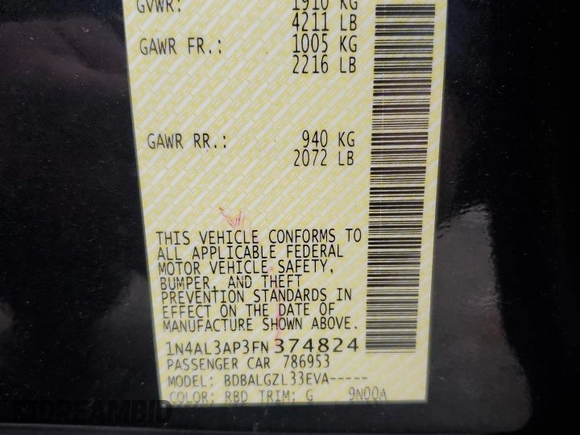 GVWR: 1910 KG
4211 LB
GAWR FR.: 1005 KG
2216 LB
GAWR RR.: 940 KG
2072 LB
THIS VEHICLE CONFORMS TO
ALL APPLICABLE FEDERAL
MOTOR VEHICLE SAFETY,
BUMPER, AND THEFT
PREVENTION STANDARDS IN
EFFECT ON THE DATE OF
MANUFACTURE SHOWN ABOVE.
1N4AL3AP3FN374824
PASSENGER CAR 786953
MODEL: BDBALGZL33EVA-----
COLOR: RBD TRIM: G 9N00A